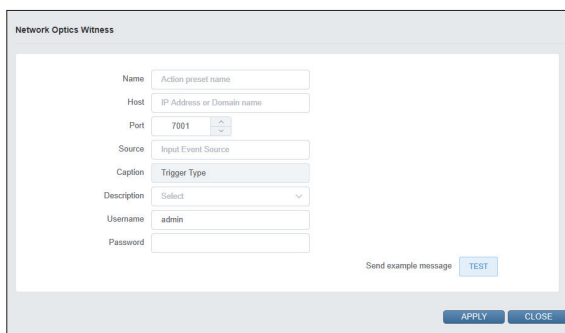 Network Optics Witness
Name Action preset name
Host IP Address or Domain name
Port 7001
Source Input Event Source
Caption Trigger Type
Description Select
Username admin
Password
Send example message TEST
APPLY CLOSE